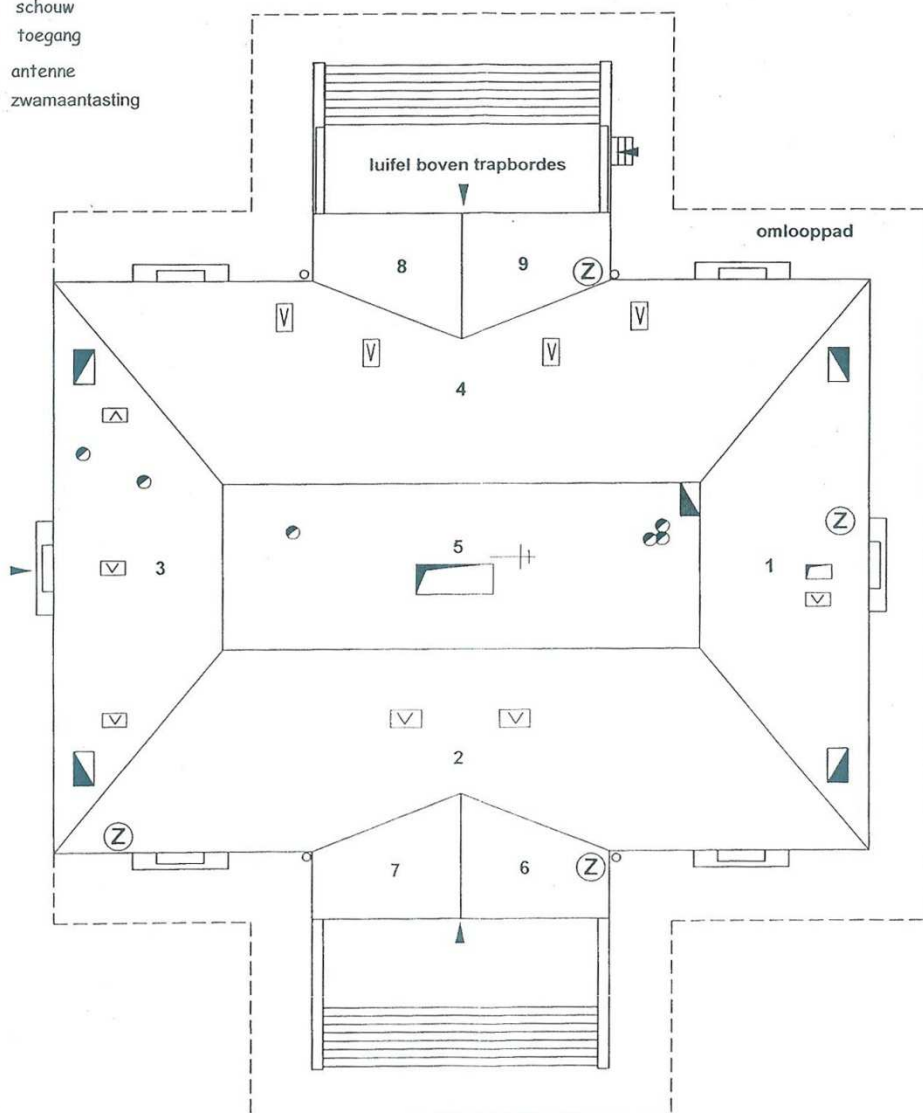 schouw
toegang
antenne
zwamaantasting
luifel boven trapbordes
omlooppad
8
9
Z
V
V
V
V
4
Z
5
3
1
2
Z
7
6
Z